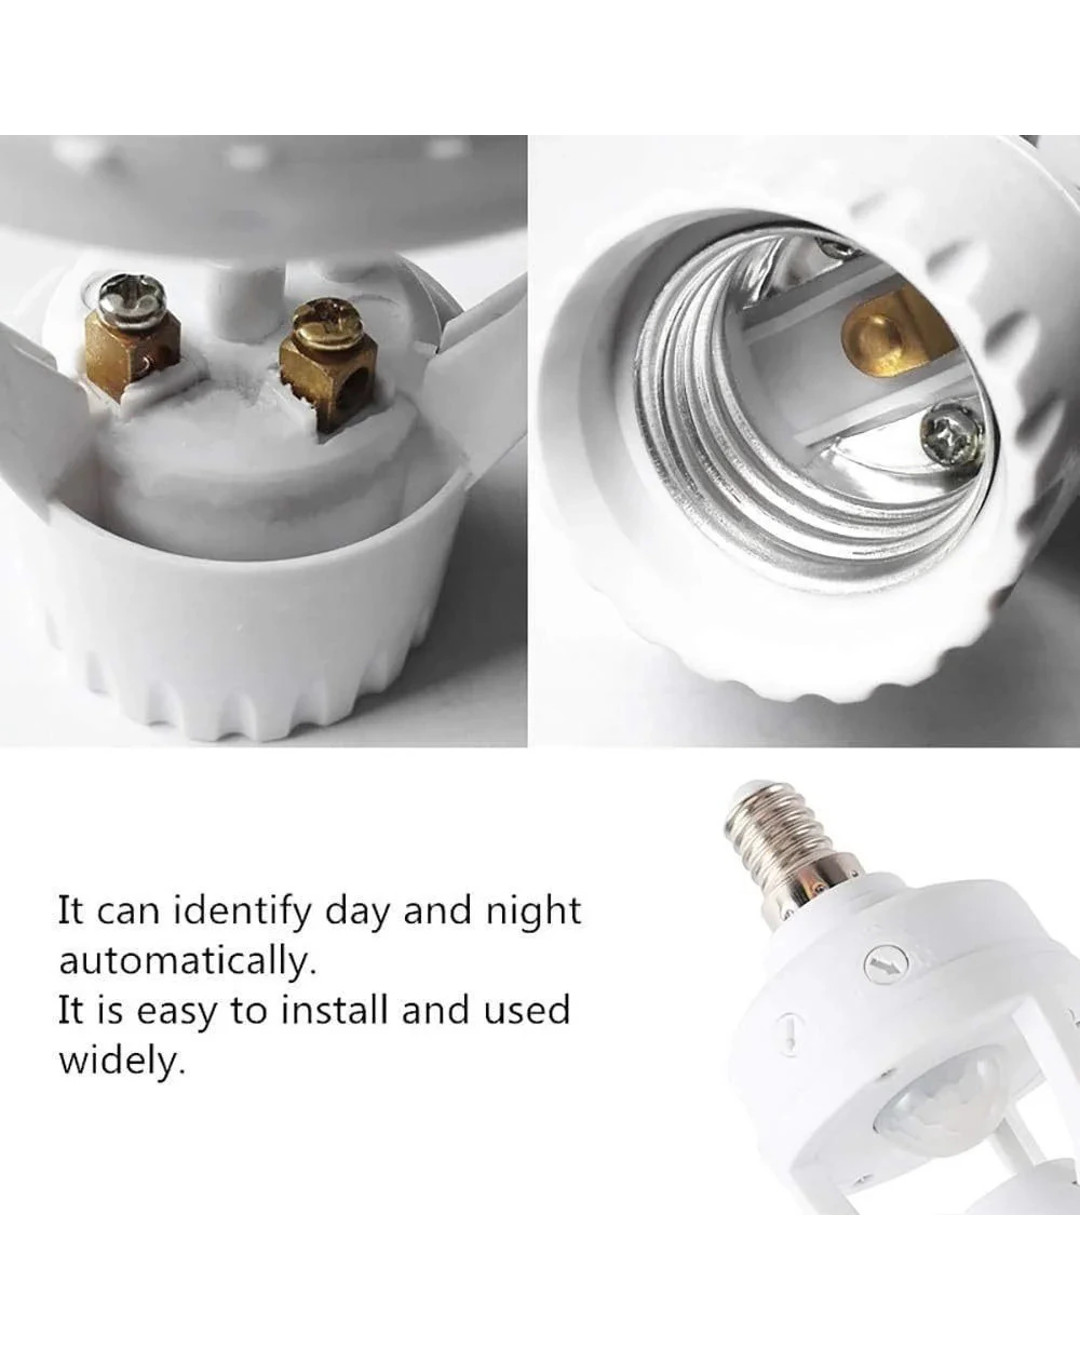 It can identify day and night
automatically.
It is easy to install and used
widely.